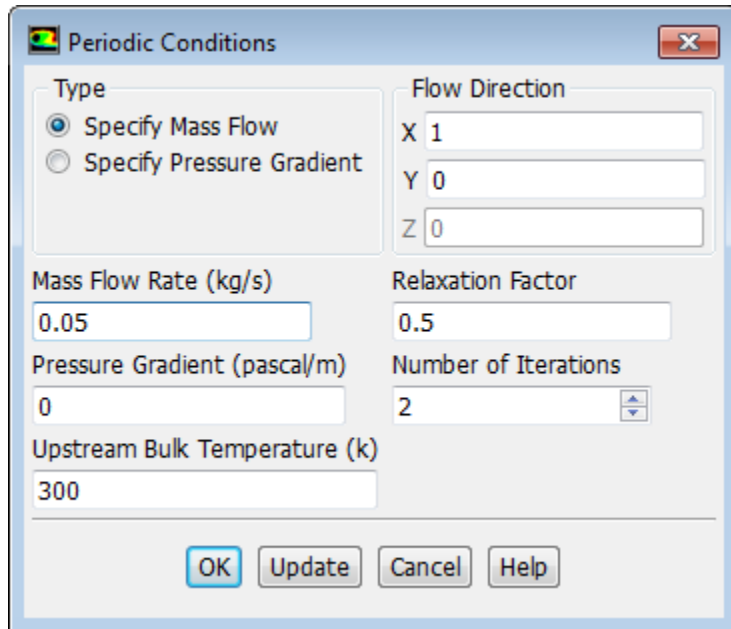 Periodic Conditions
Type
Specify Mass Flow
Specify Pressure Gradient
Flow Direction
X 1
Y 0
Z 0
Mass Flow Rate (kg/s)
0.05
Relaxation Factor
0.5
Pressure Gradient (pascal/m)
0
Number of Iterations
2
Upstream Bulk Temperature (k)
300
OK Update Cancel Help